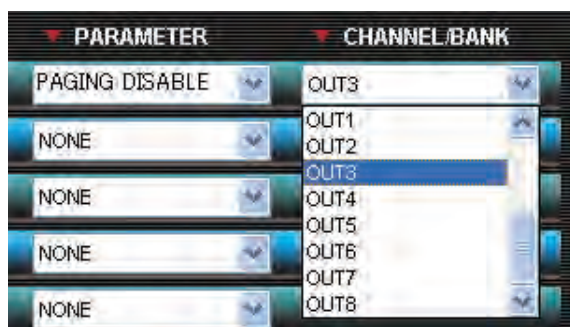 PARAMETER CHANNEL/BANK
PAGING DISABLE OUT3
OUT1
NONE OUT2
OUT3
NONE OUT4
OUT5
NONE OUT6
OUT7
NONE OUT8